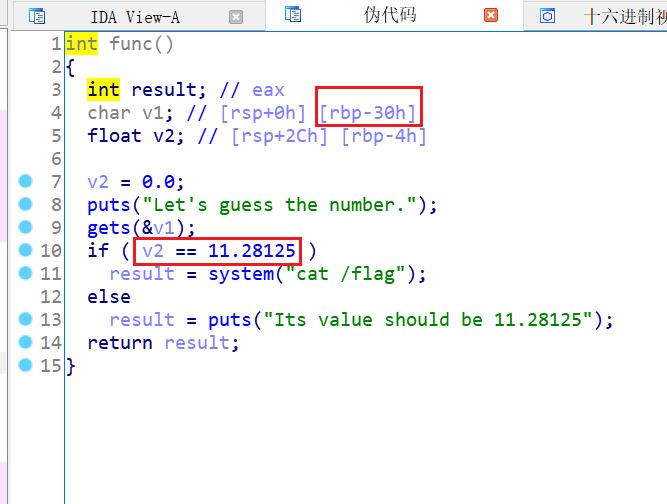 IDA View-A 伪代码 十六进制视
1 int func()
2 {
3 int result; // eax
4 char v1; // [rsp+0h] [rbp-30h]
5 float v2; // [rsp+2Ch] [rbp-4h]
6
7 v2 = 0.0;
8 puts("Let's guess the number.");
9 gets(&v1);
10 if ( v2 == 11.28125 )
11 result = system("cat /flag");
12 else
13 result = puts("Its value should be 11.28125");
14 return result;
15 }